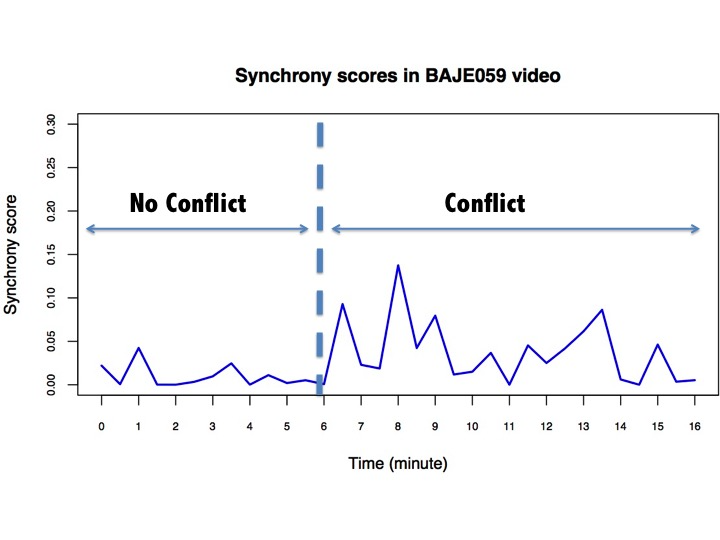 Synchrony scores in BAJE059 video
Synchrony score
0.30
0.25
0.20
0.15
0.10
0.05
0.00
No Conflict
Conflict
0 1 2 3 4 5 6 7 8 9 10 11 12 13 14 15 16
Time (minute)